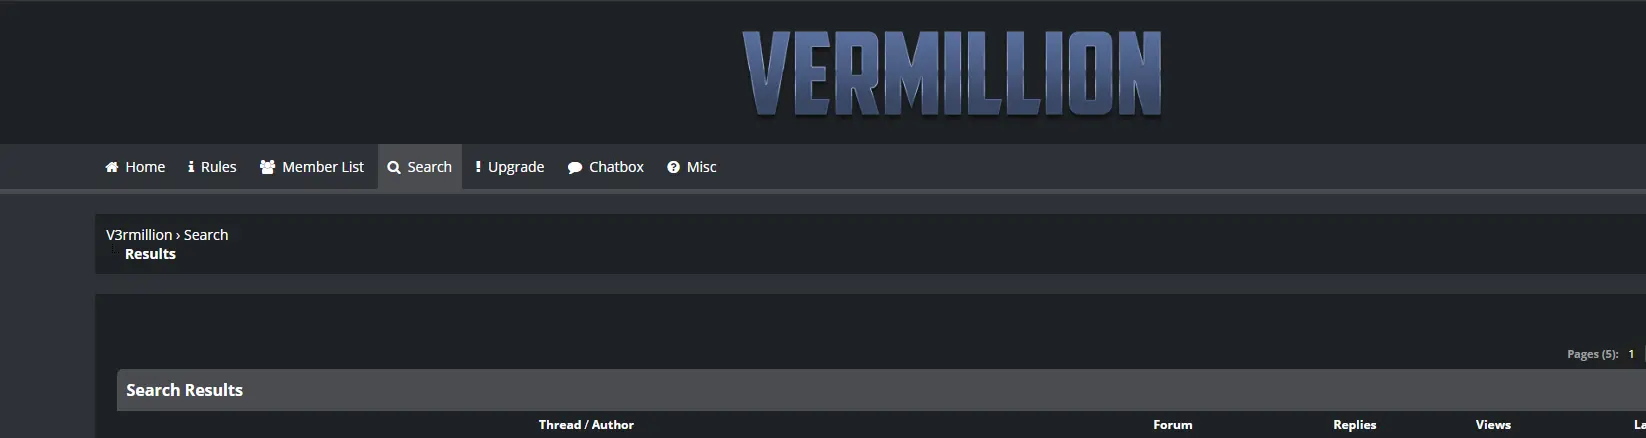 VERMILLION
Home Rules Member List Search Upgrade Chatbox Misc
V3rmillion › Search
Results
Pages (5): 1
Search Results
Thread / Author Forum Replies Views